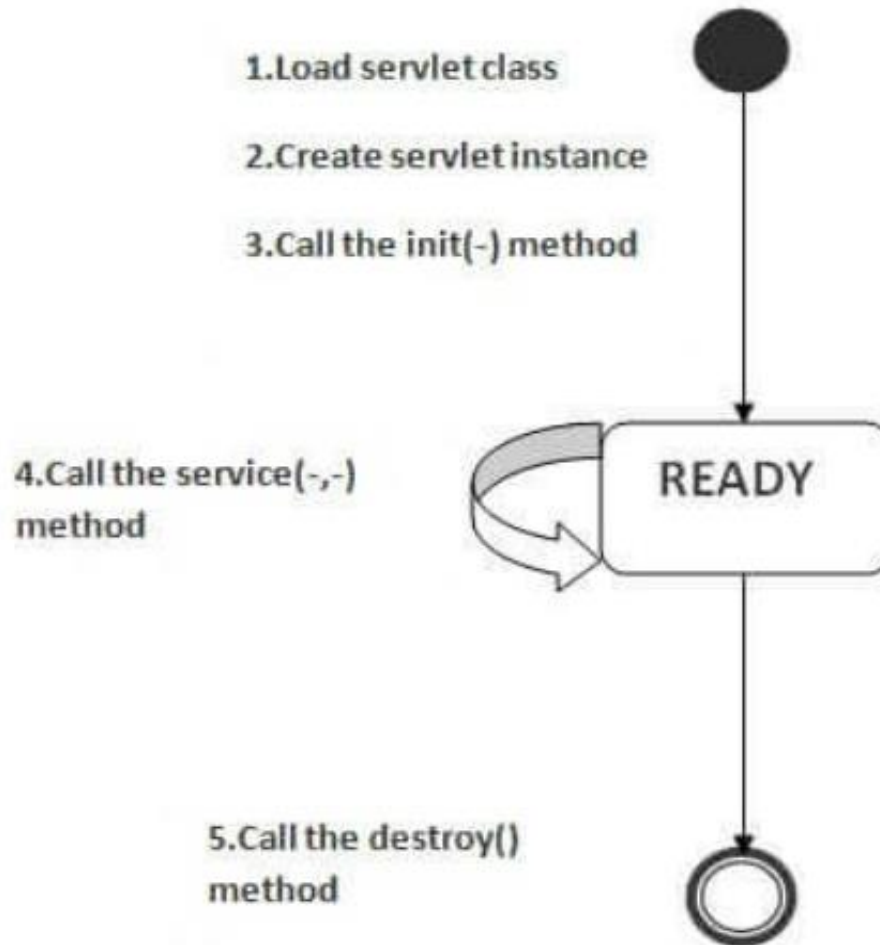 1.Load servlet class
2.Create servlet instance
3.Call the init(-) method
READY
4.Call the service(-,-)
method
5.Call the destroy()
method